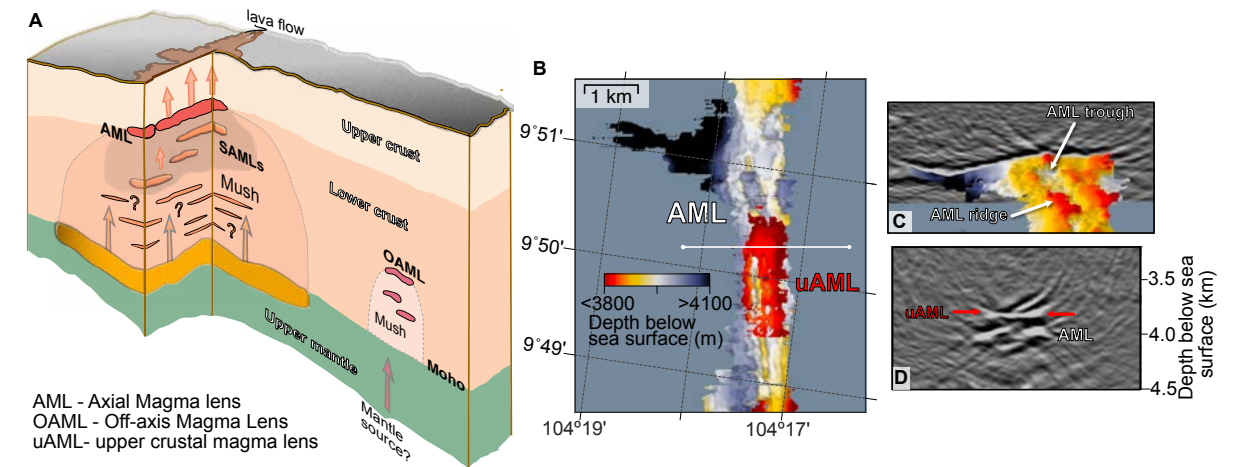 A
lava flow
AML
SAMLs
Mush
?
?
?
Upper crust
Lower crust
OAML
Mush
Upper mantle
Moho
Mantle
source?
AML - Axial Magma lens
OAML - Off-axis Magma Lens
uAML- upper crustal magma lens
B
1 km
9°51'
9°50'
9°49'
AML
uAML
<3800 >4100
Depth below
sea surface (m)
104°19'
104°17'
AML trough
AML ridge
C
uAML
AML
D
3.5
4.0
4.5
Depth below sea
surface (km)